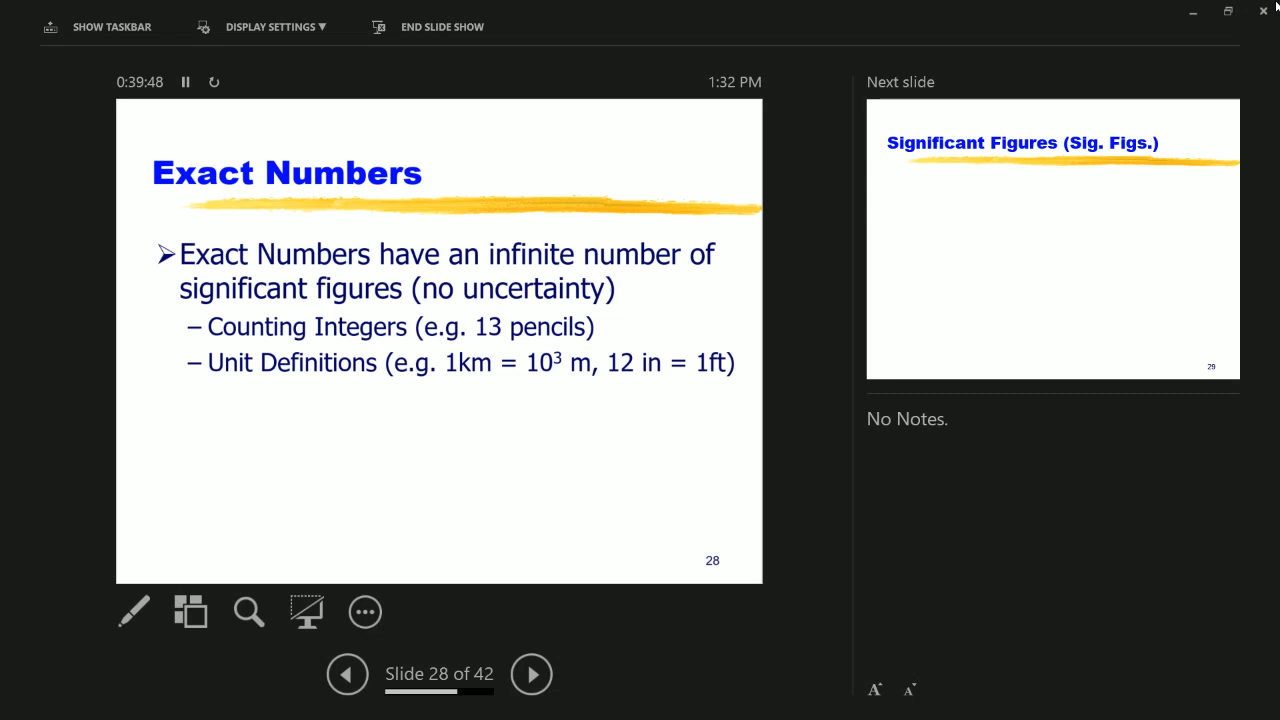 SHOW TASKBAR
DISPLAY SETTINGS ▼
END SLIDE SHOW
0:39:48
1:32 PM
Exact Numbers
➢Exact Numbers have an infinite number of
significant figures (no uncertainty)
– Counting Integers (e.g. 13 pencils)
– Unit Definitions (e.g. 1km = 10³ m, 12 in = 1ft)
28
Slide 28 of 42
Next slide
Significant Figures (Sig. Figs.)
29
No Notes.
A A